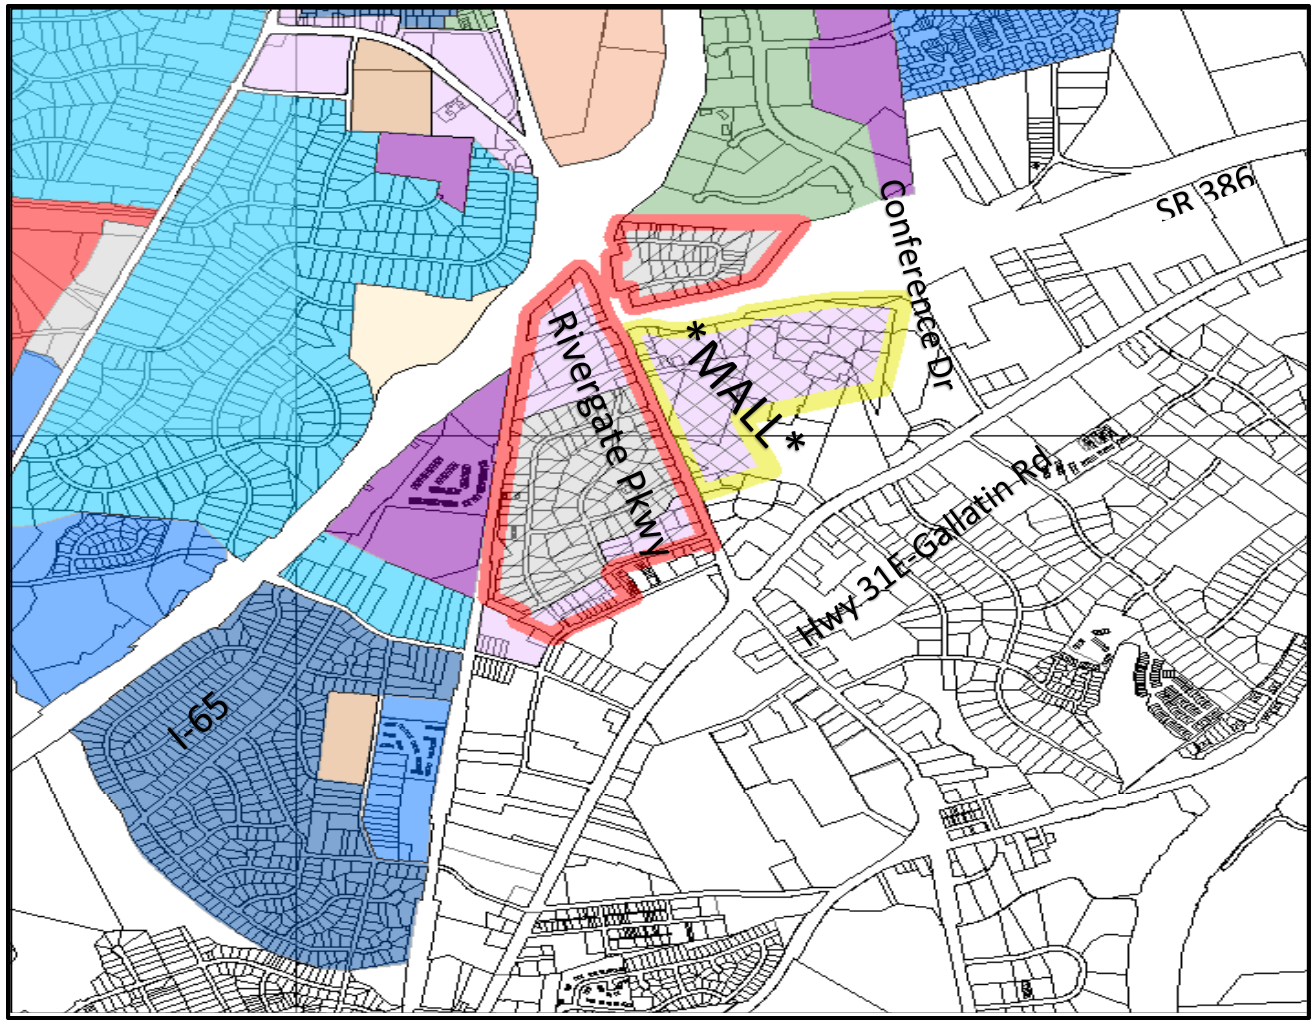 SR 386
Conference Dr
Rivergate Pkwy
*MALL*
Hwy 31E-Gallatin Rd
I-65